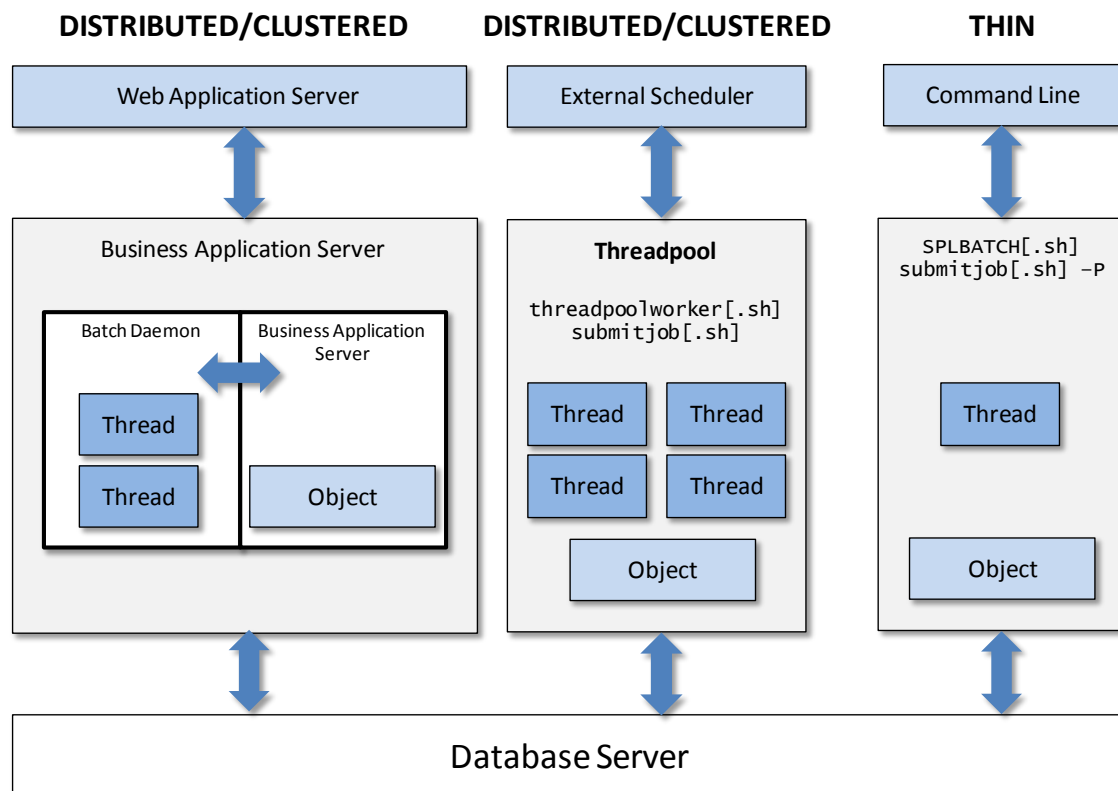 DISTRIBUTED/CLUSTERED
DISTRIBUTED/CLUSTERED
THIN
Web Application Server
External Scheduler
Command Line
Business Application Server
Batch Daemon
Business Application
Server
Thread
Thread
Object
Threadpool
threadpoolworker[.sh]
submitjob[.sh]
Thread
Thread
Thread
Thread
Object
SPLBATCH[.sh]
submitjob[.sh] –P
Thread
Object
Database Server